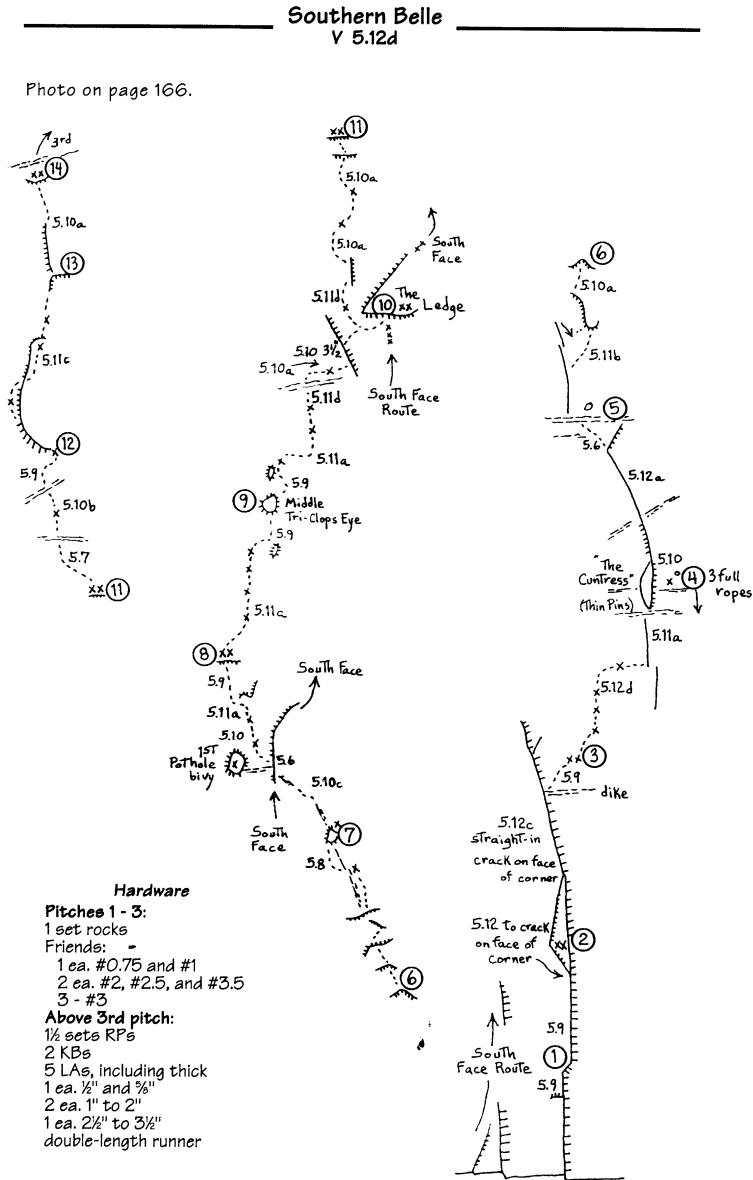 Southern Belle
V 5.12d
Photo on page 166.
3rd
14
5.10a
13
5.11c
12
5.9
5.10b
5.7
11
11
5.10a
5.10a
South
Face
5.11d
10
The
Ledge
5.10 3½"
5.10a
South Face
Route
5.11d
5.11a
5.9
9
Middle
Tri-Clops Eye
5.9
5.11a
8
5.9
South Face
5.11a
5.10
1ST
Pothole
bivy
5.6
5.10c
South
Face
7
5.8
6
6
5.10a
5.11b
5
5.6
5.12a
5.10
"The
Cuntress"
(Thin Pins)
4
3 full
ropes
5.11a
5.12d
3
5.9
dike
5.12c
straight-in
crack on face
of corner
5.12 to crack
on face of
corner
2
5.9
South
Face Route
1
5.9
Hardware
Pitches 1 - 3:
1 set rocks
Friends:
1 ea. #0.75 and #1
2 ea. #2, #2.5, and #3.5
3 - #3
Above 3rd pitch:
1½ sets RPs
2 KBs
5 LAs, including thick
1 ea. ½" and ⅝"
2 ea. 1" to 2"
1 ea. 2½" to 3½"
double-length runner